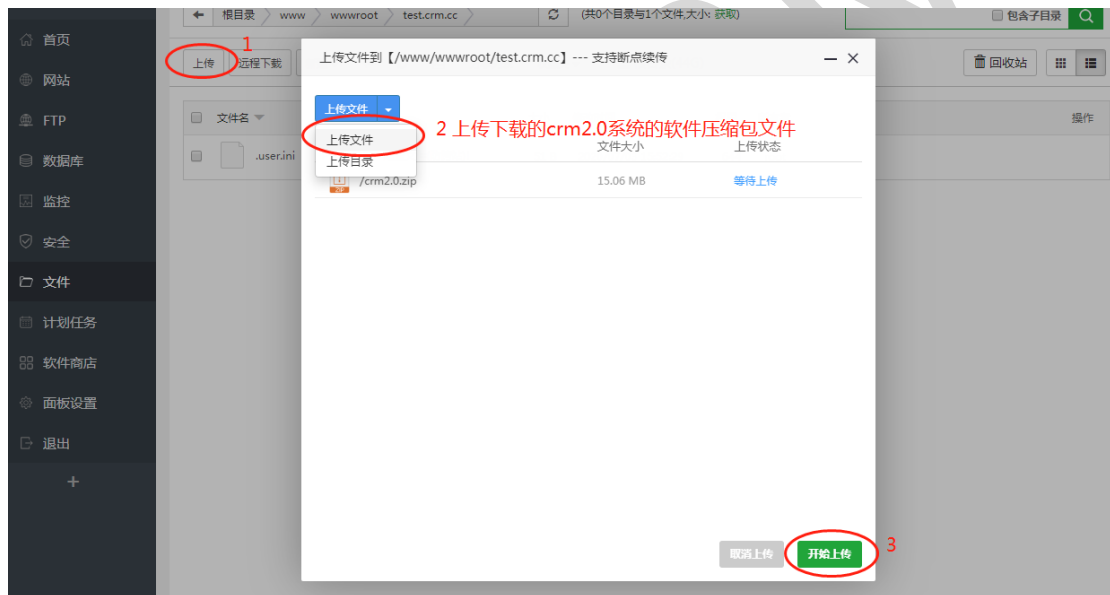 根目录 www wwwroot test.crm.cc (共0个目录与1个文件,大小: 获取) 包含子目录
首页
网站
FTP
数据库
监控
安全
文件
计划任务
软件商店
面板设置
退出
+
1
上传 远程下载 回收站
文件名 操作
.user.ini
上传文件到【/www/wwwroot/test.crm.cc】--- 支持断点续传
上传文件
上传文件
上传目录
2 上传下载的crm2.0系统的软件压缩包文件
文件大小 上传状态
/crm2.0.zip 15.06 MB 等待上传
取消上传 开始上传 3